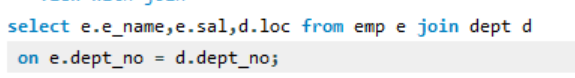 select e.e_name,e.sal,d.loc from emp e join dept d
on e.dept_no = d.dept_no;